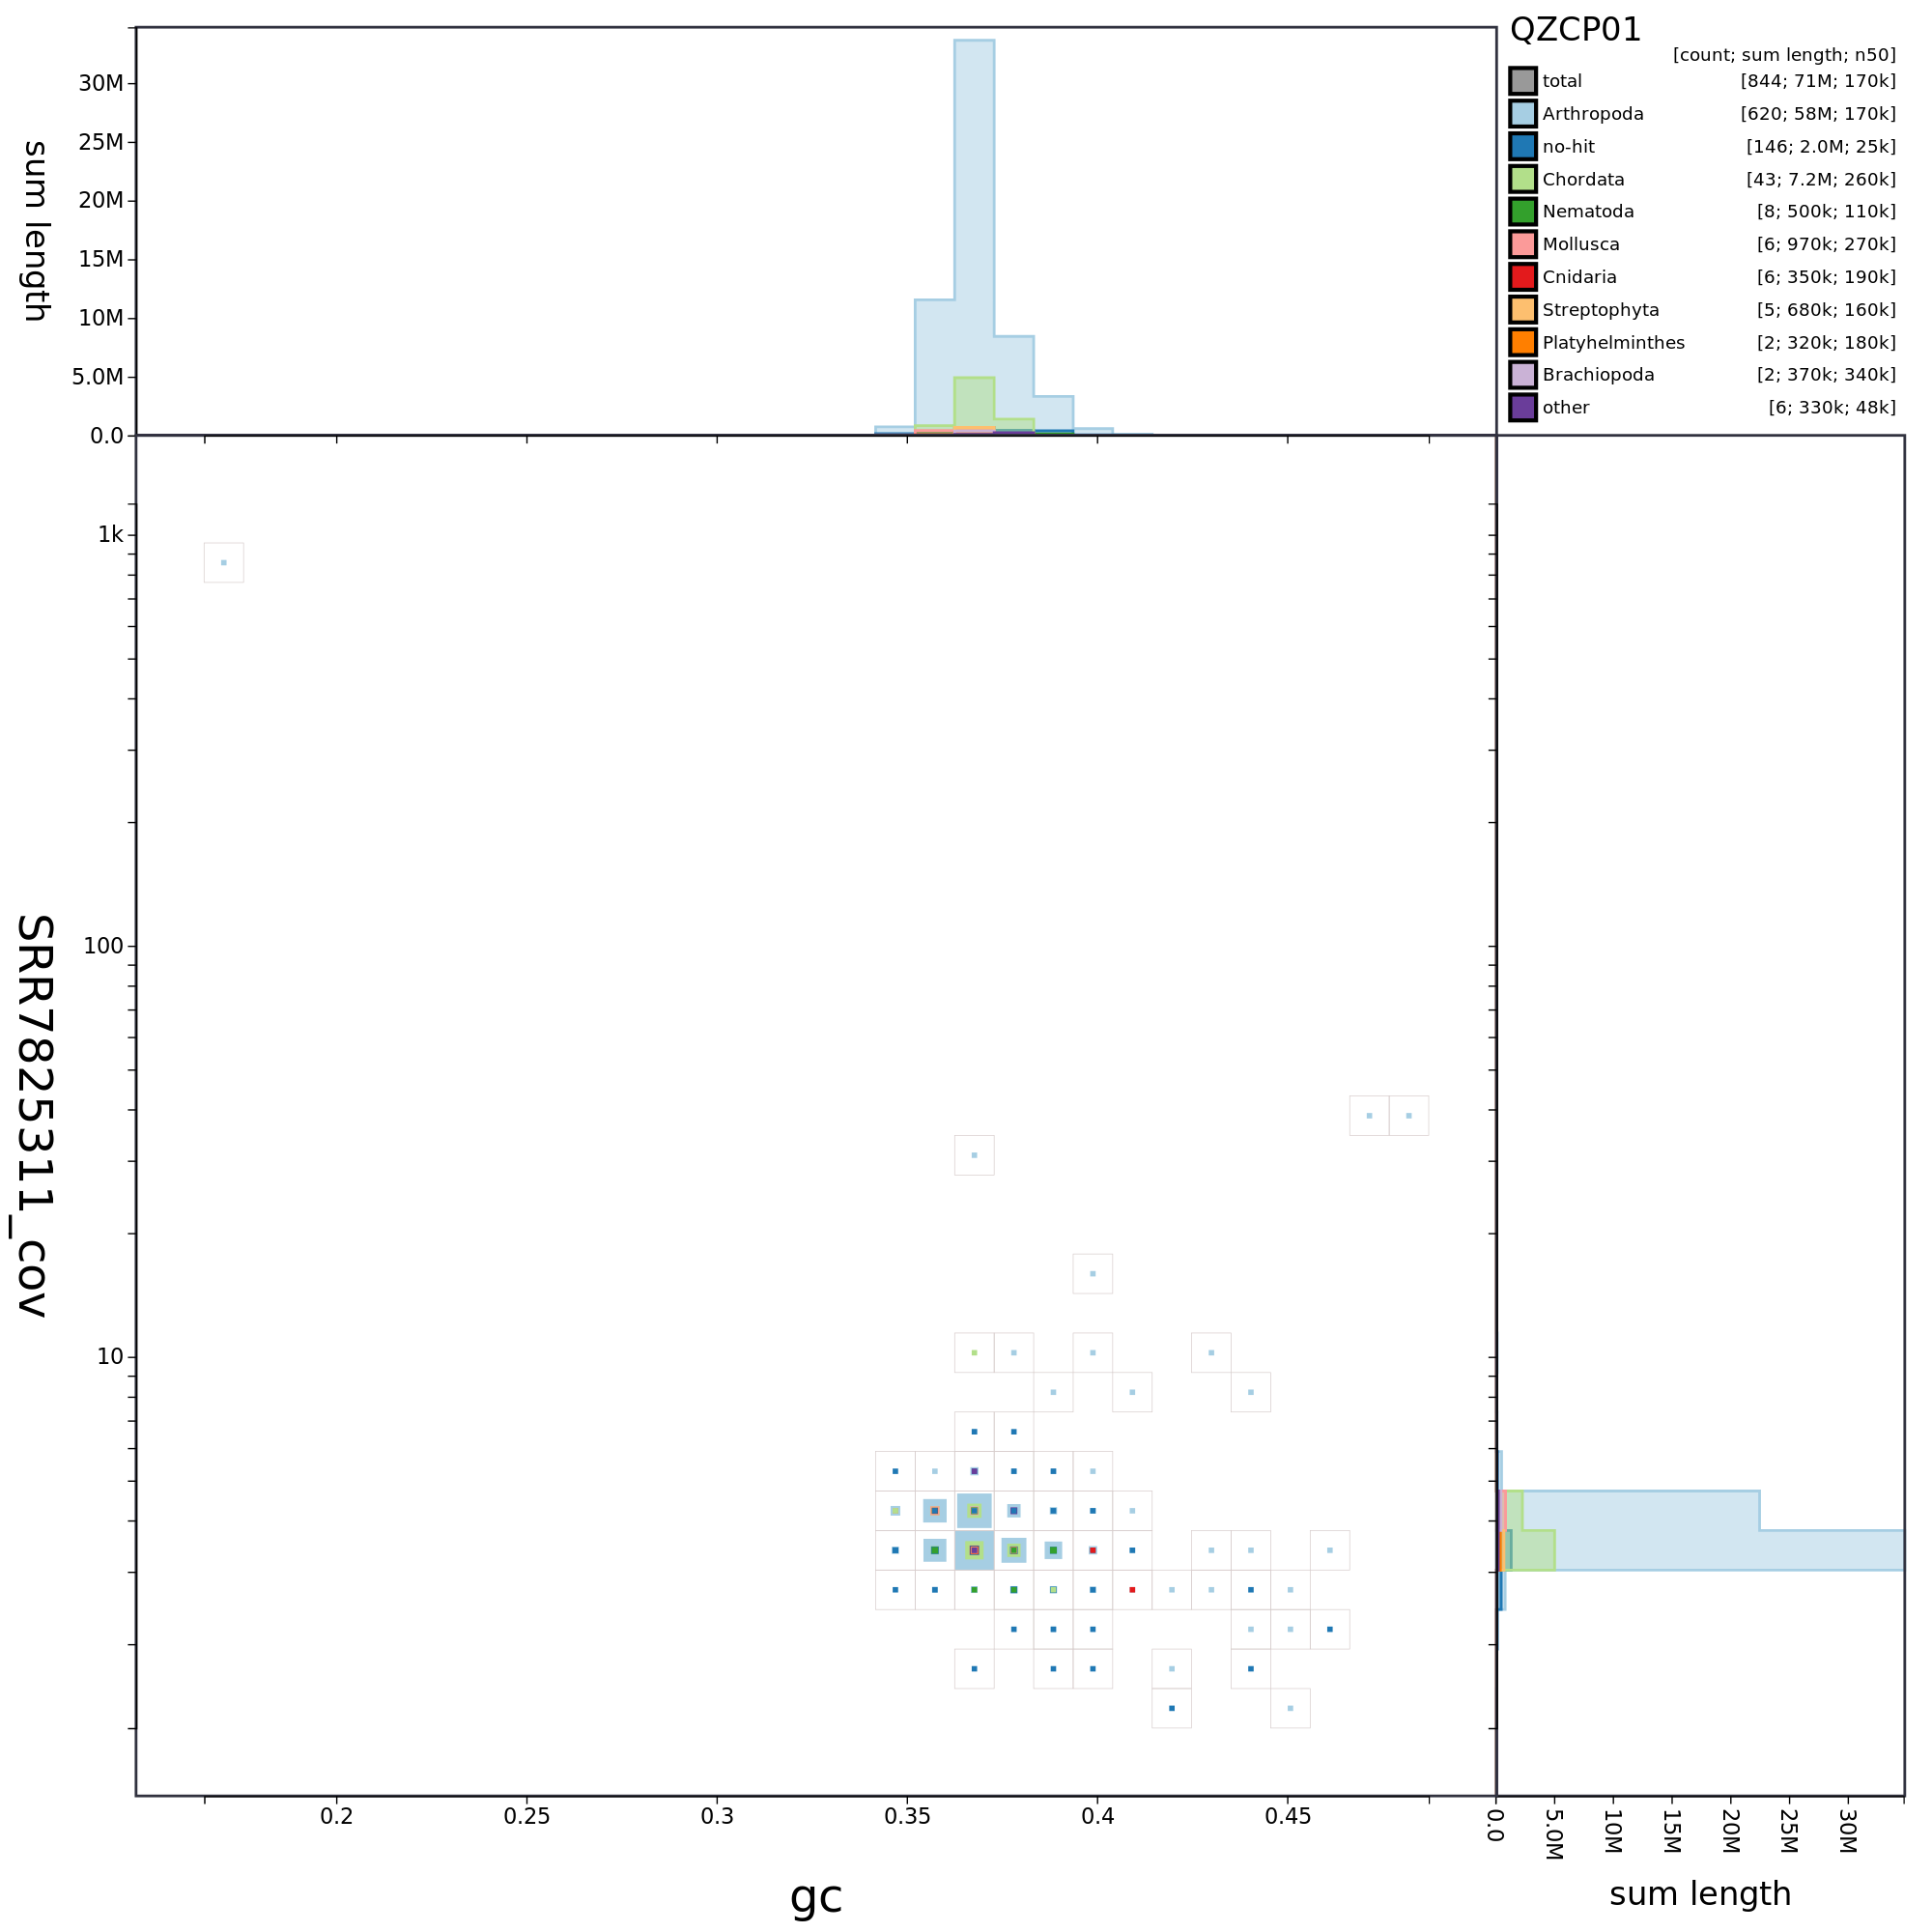 QZCP01
[count; sum length; n50]
total [844; 71M; 170k]
Arthropoda [620; 58M; 170k]
no-hit [146; 2.0M; 25k]
Chordata [43; 7.2M; 260k]
Nematoda [8; 500k; 110k]
Mollusca [6; 970k; 270k]
Cnidaria [6; 350k; 190k]
Streptophyta [5; 680k; 160k]
Platyhelminthes [2; 320k; 180k]
Brachiopoda [2; 370k; 340k]
other [6; 330k; 48k]
sum length
30M
25M
20M
15M
10M
5.0M
0.0
SRR7825311_cov
1k
100
10
0.2 0.25 0.3 0.35 0.4 0.45
gc
0.0 5.0M 10M 15M 20M 25M 30M
sum length